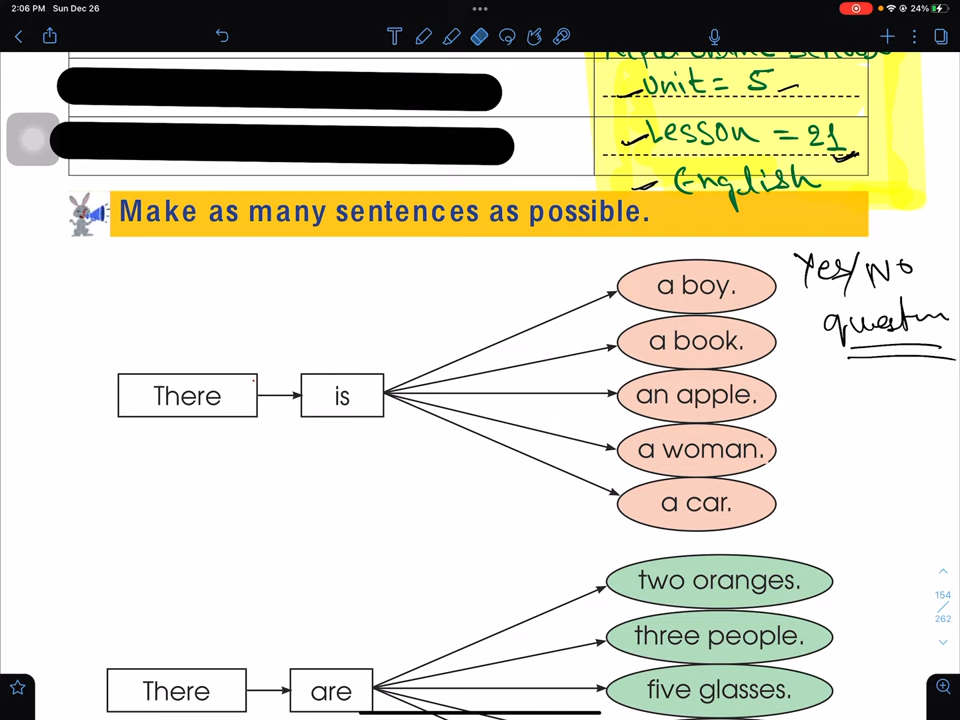 2:06 PM Sun Dec 26
24%
Unit = 5
Lesson = 21
English
Make as many sentences as possible.
Yes/No
question
There is
a boy.
a book.
an apple.
a woman.
a car.
There are
two oranges.
three people.
five glasses.
154
262